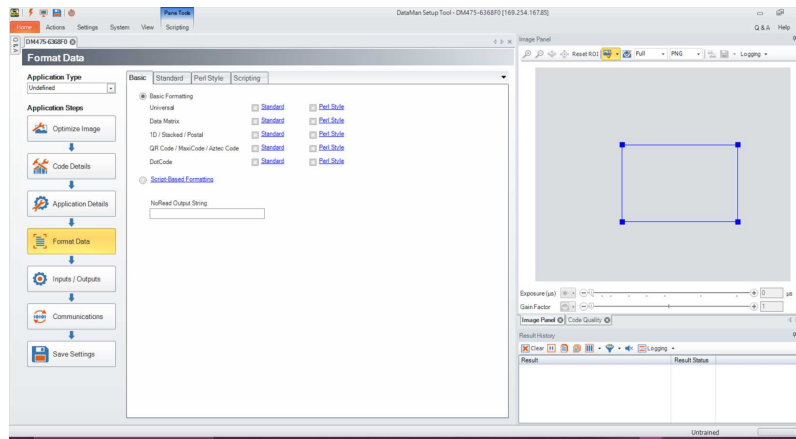 Pane Tools
DataMan Setup Tool - DM475-6368F0 [169.254.167.85]
Home Actions Settings System View Scripting
Q & A Help
DM475-6368F0
Format Data
Application Type
Undefined
Application Steps
Optimize Image
Code Details
Application Details
Format Data
Inputs / Outputs
Communications
Save Settings
Basic Standard Perl Style Scripting
Basic Formatting
Universal Standard Perl Style
Data Matrix Standard Perl Style
1D / Stacked / Postal Standard Perl Style
QR Code / MaxiCode / Aztec Code Standard Perl Style
DotCode Standard Perl Style
Script-Based Formatting
NoRead Output String
Image Panel
Reset ROI Full PNG Logging
Exposure (µs) 0 µs
Gain Factor 1
Image Panel Code Quality
Result History
Clear Logging
Result Result Status
Untrained